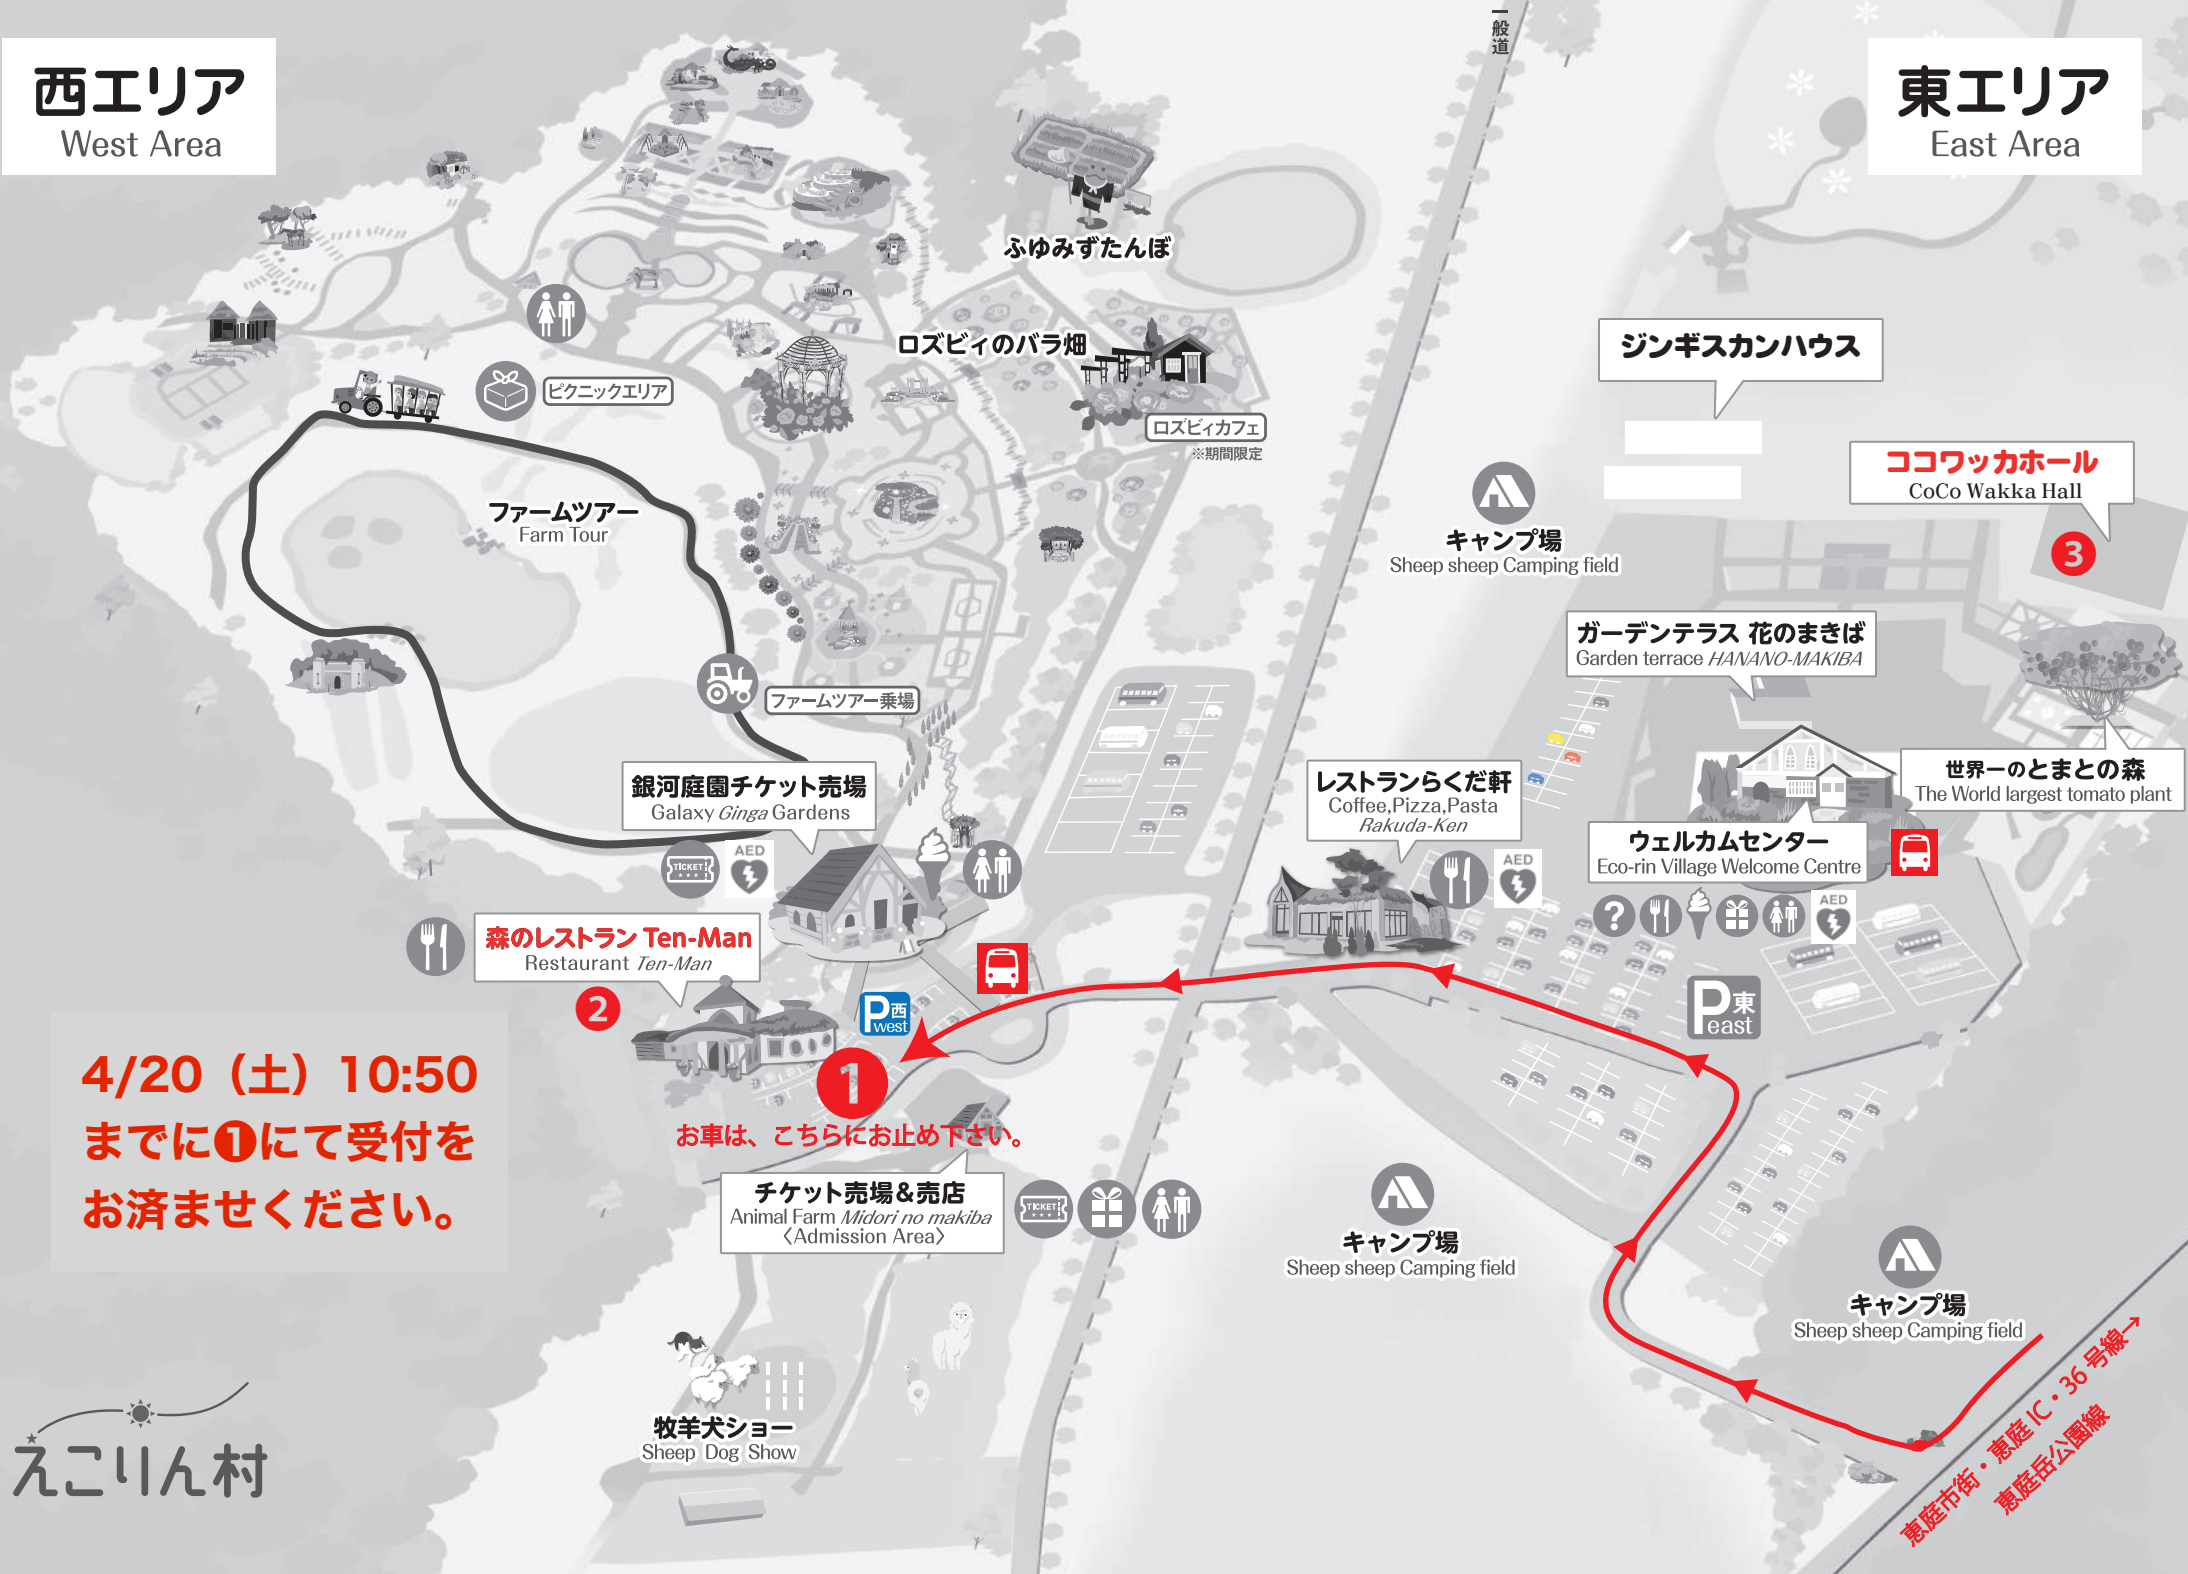 西エリア
West Area
一般道
東エリア
East Area
ふゆみずたんぼ
ロズビィのバラ畑
ロズビィカフェ
※期間限定
ピクニックエリア
ファームツアー
Farm Tour
ファームツアー乗場
ジンギスカンハウス
ココワッカホール
CoCo Wakka Hall
3
キャンプ場
Sheep sheep Camping field
ガーデンテラス 花のまきば
Garden terrace HANANO-MAKIBA
世界一のとまとの森
The World largest tomato plant
レストランらくだ軒
Coffee,Pizza,Pasta
Rakuda-Ken
AED
ウェルカムセンター
Eco-rin Village Welcome Centre
?
AED
P東
east
銀河庭園チケット売場
Galaxy Ginga Gardens
TICKET
AED
森のレストラン Ten-Man
Restaurant Ten-Man
2
P西
west
1
お車は、こちらにお止め下さい。
4/20（土）10:50
までに❶にて受付を
お済ませください。
チケット売場&売店
Animal Farm Midori no makiba
〈Admission Area〉
TICKET
キャンプ場
Sheep sheep Camping field
キャンプ場
Sheep sheep Camping field
牧羊犬ショー
Sheep Dog Show
えこりん村
恵庭市街・恵庭IC・36号線→
恵庭岳公園線